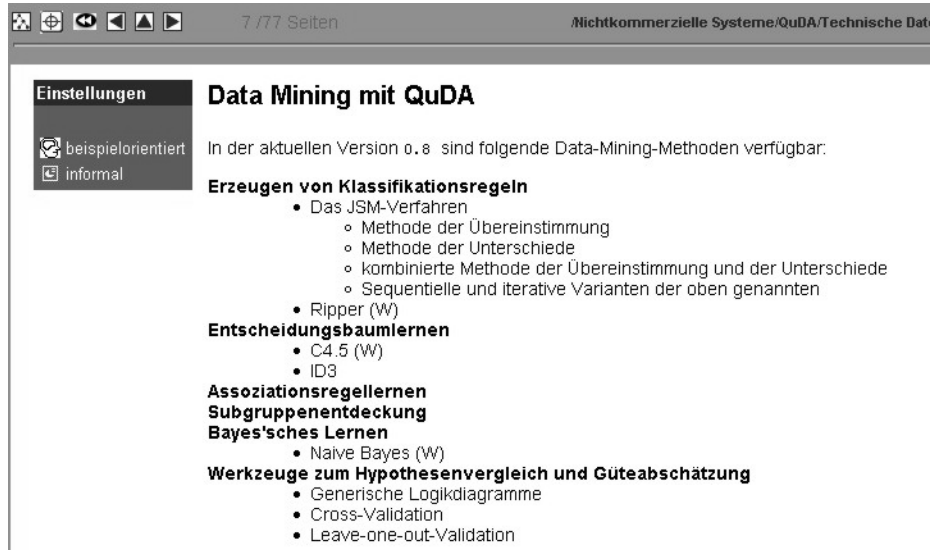 7 /77 Seiten /Nichtkommerzielle Systeme/QuDA/Technische Date
Einstellungen
beispielorientiert
informal
Data Mining mit QuDA
In der aktuellen Version 0.8 sind folgende Data-Mining-Methoden verfügbar:
Erzeugen von Klassifikationsregeln
• Das JSM-Verfahren
◦ Methode der Übereinstimmung
◦ Methode der Unterschiede
◦ kombinierte Methode der Übereinstimmung und der Unterschiede
◦ Sequentielle und iterative Varianten der oben genannten
• Ripper (W)
Entscheidungsbaumlernen
• C4.5 (W)
• ID3
Assoziationsregellernen
Subgruppenentdeckung
Bayes'sches Lernen
• Naive Bayes (W)
Werkzeuge zum Hypothesenvergleich und Güteabschätzung
• Generische Logikdiagramme
• Cross-Validation
• Leave-one-out-Validation